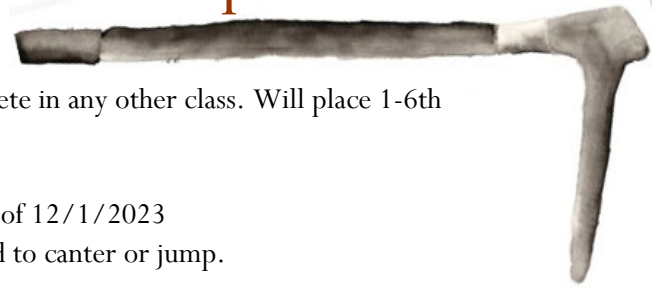 ete in any other class. Will place 1-6th
of 12/1/2023
to canter or jump.